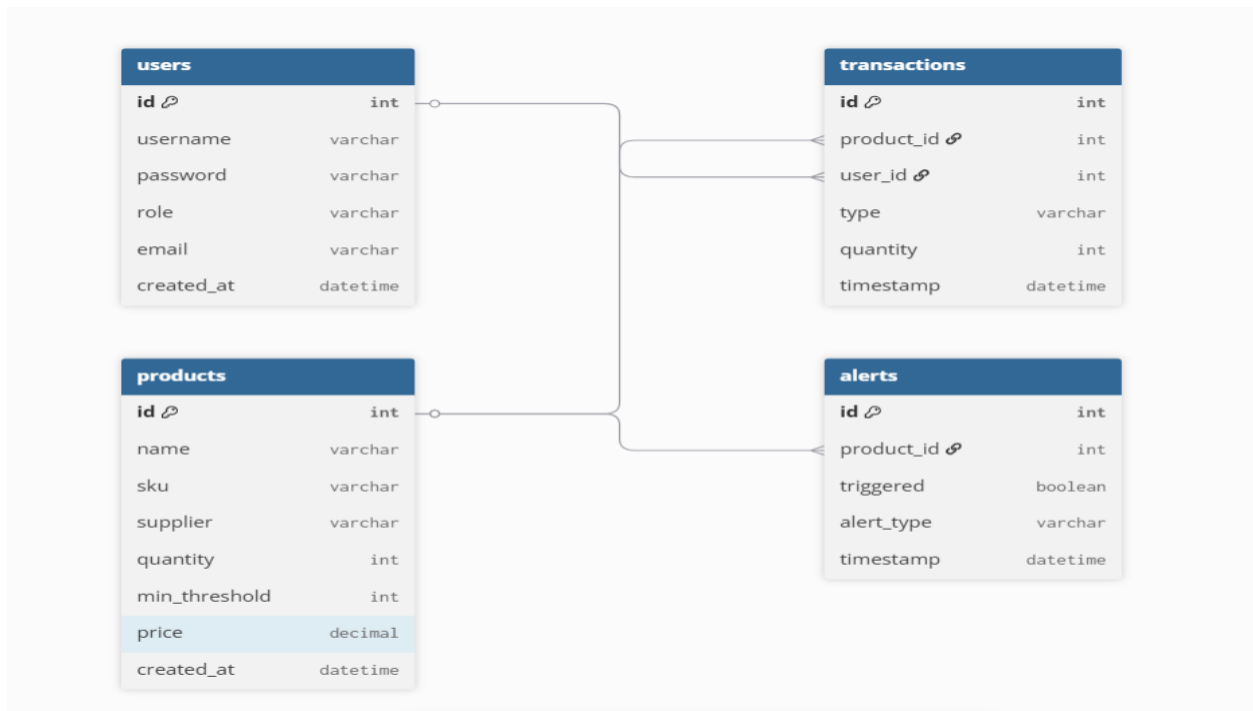 users
id int
username varchar
password varchar
role varchar
email varchar
created_at datetime
transactions
id int
product_id int
user_id int
type varchar
quantity int
timestamp datetime
products
id int
name varchar
sku varchar
supplier varchar
quantity int
min_threshold int
price decimal
created_at datetime
alerts
id int
product_id int
triggered boolean
alert_type varchar
timestamp datetime